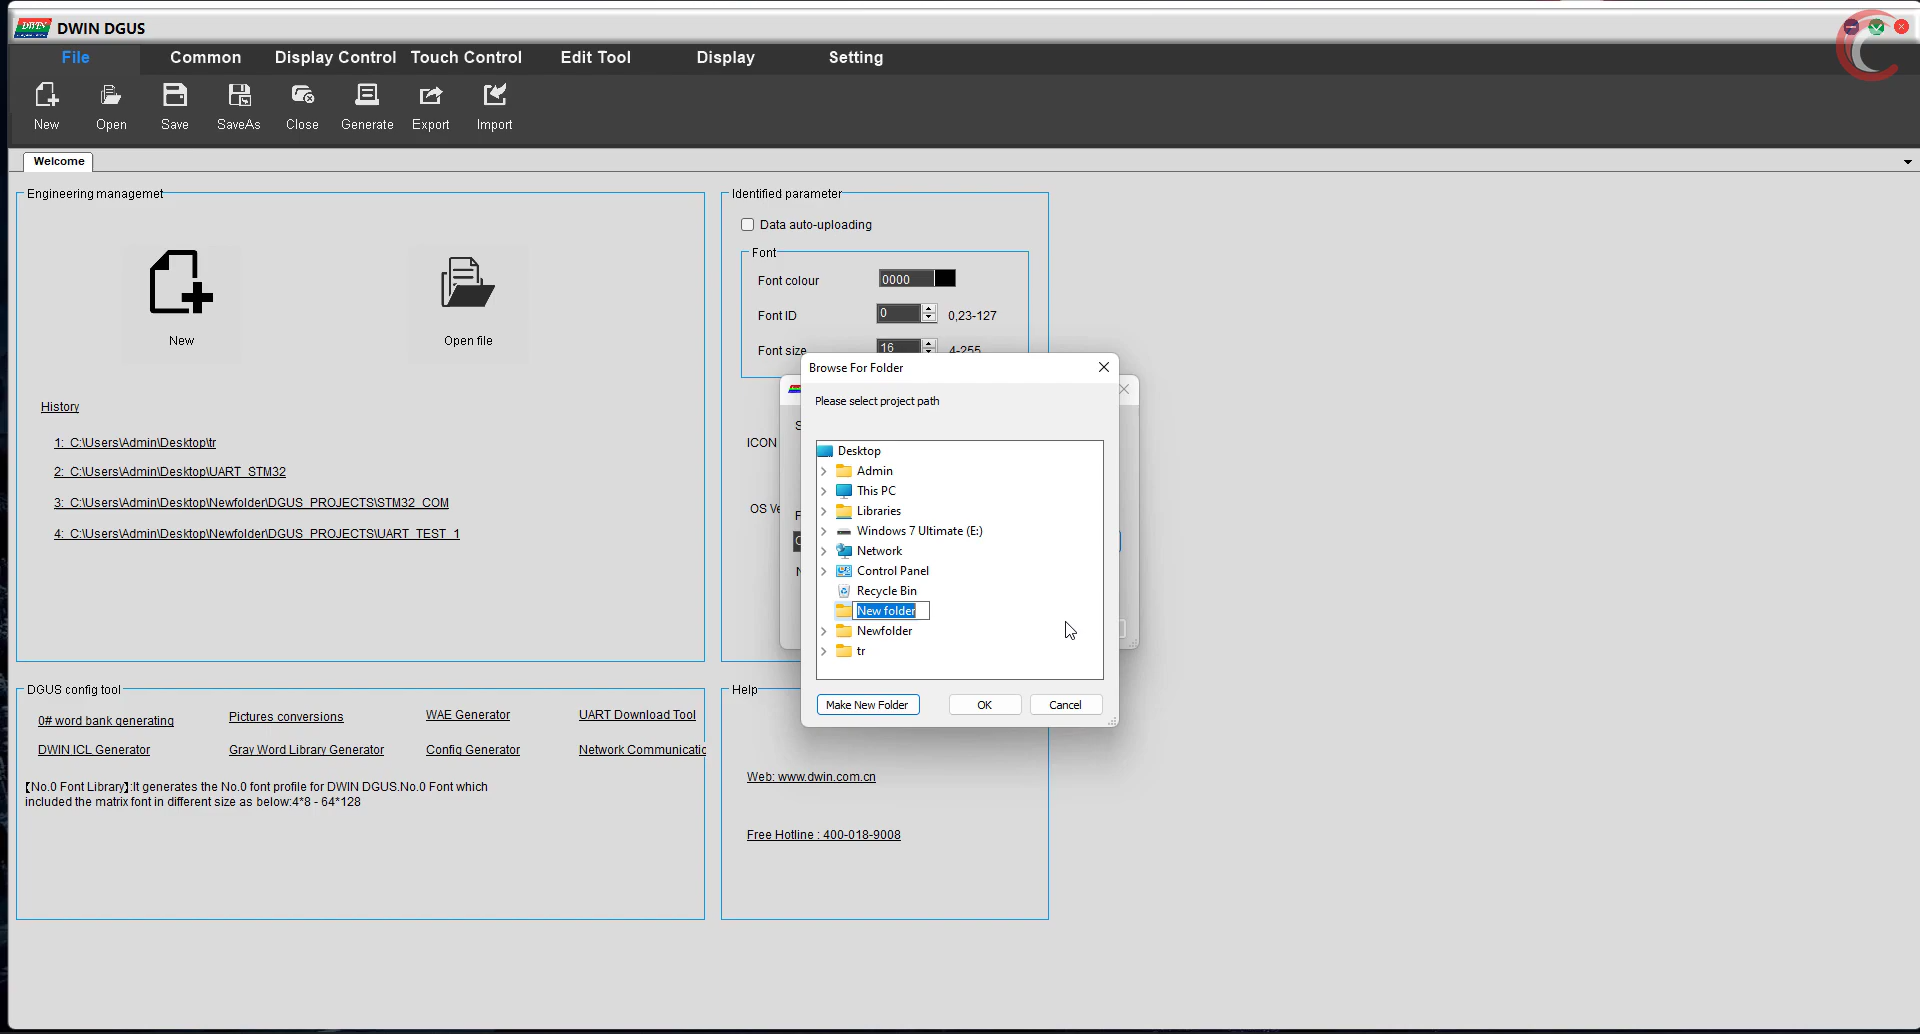 DWIN DWIN DGUS
File Common Display Control Touch Control Edit Tool Display Setting
New Open Save SaveAs Close Generate Export Import
Welcome
Engineering managemet
New
Open file
History
1: C:\Users\Admin\Desktop\tr
2: C:\Users\Admin\Desktop\UART_STM32
3: C:\Users\Admin\Desktop\Newfolder\DGUS_PROJECTS\STM32_COM
4: C:\Users\Admin\Desktop\Newfolder\DGUS_PROJECTS\UART_TEST_1
Identified parameter
Data auto-uploading
Font
Font colour 0000
Font ID 0 0,23-127
Font size 16 4-255
ICON
OS Ve
Browse For Folder
Please select project path
Desktop
Admin
This PC
Libraries
Windows 7 Ultimate (E:)
Network
Control Panel
Recycle Bin
New folder
Newfolder
tr
Make New Folder OK Cancel
DGUS config tool
0# word bank generating Pictures conversions WAE Generator UART Download Tool
DWIN ICL Generator Gray Word Library Generator Config Generator Network Communicatio
【No.0 Font Library】:It generates the No.0 font profile for DWIN DGUS.No.0 Font which
included the matrix font in different size as below:4*8 - 64*128
Help
Web: www.dwin.com.cn
Free Hotline : 400-018-9008